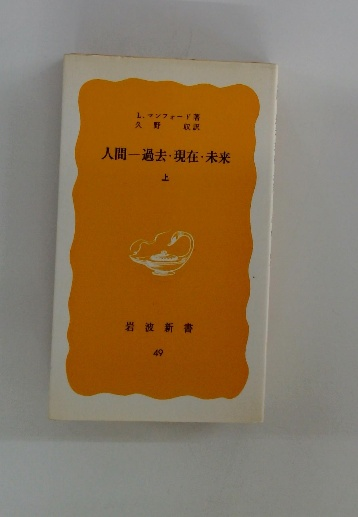 L.マンフォード著
久野 収訳
人間―過去・現在・未来
上
岩波新書
49